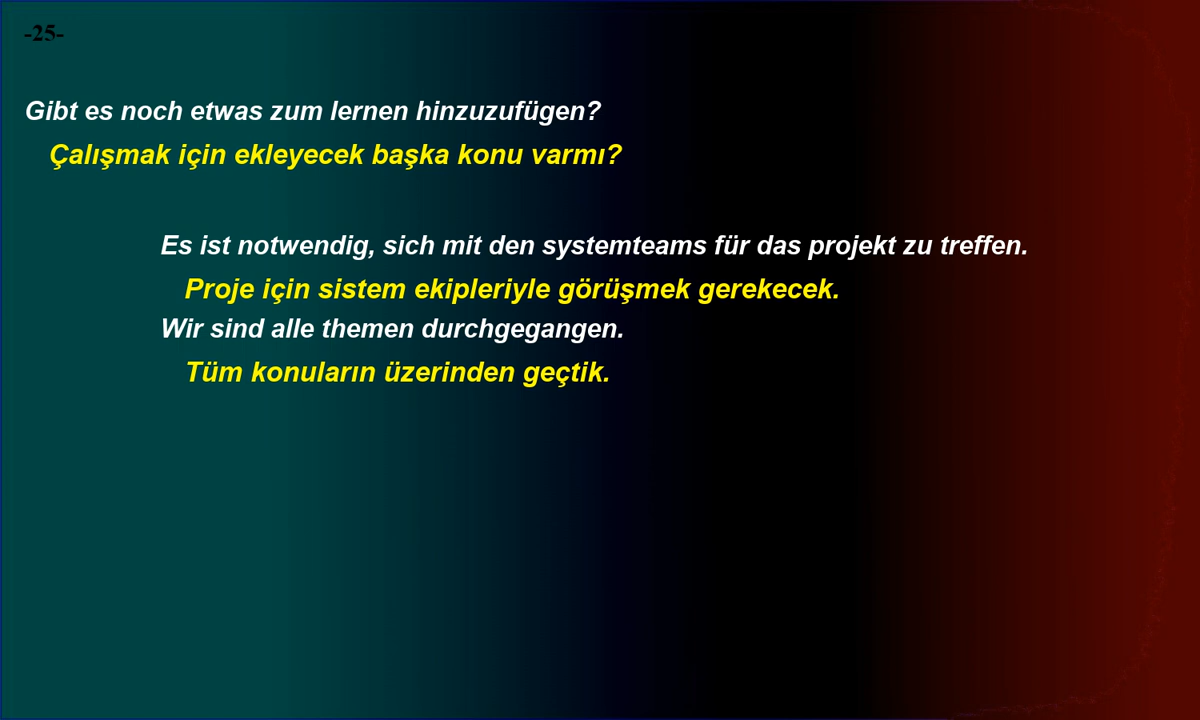 -25-
Gibt es noch etwas zum lernen hinzuzufügen?
Çalışmak için ekleyecek başka konu varmı?
Es ist notwendig, sich mit den systemteams für das projekt zu treffen.
Proje için sistem ekipleriyle görüşmek gerekecek.
Wir sind alle themen durchgegangen.
Tüm konuların üzerinden geçtik.